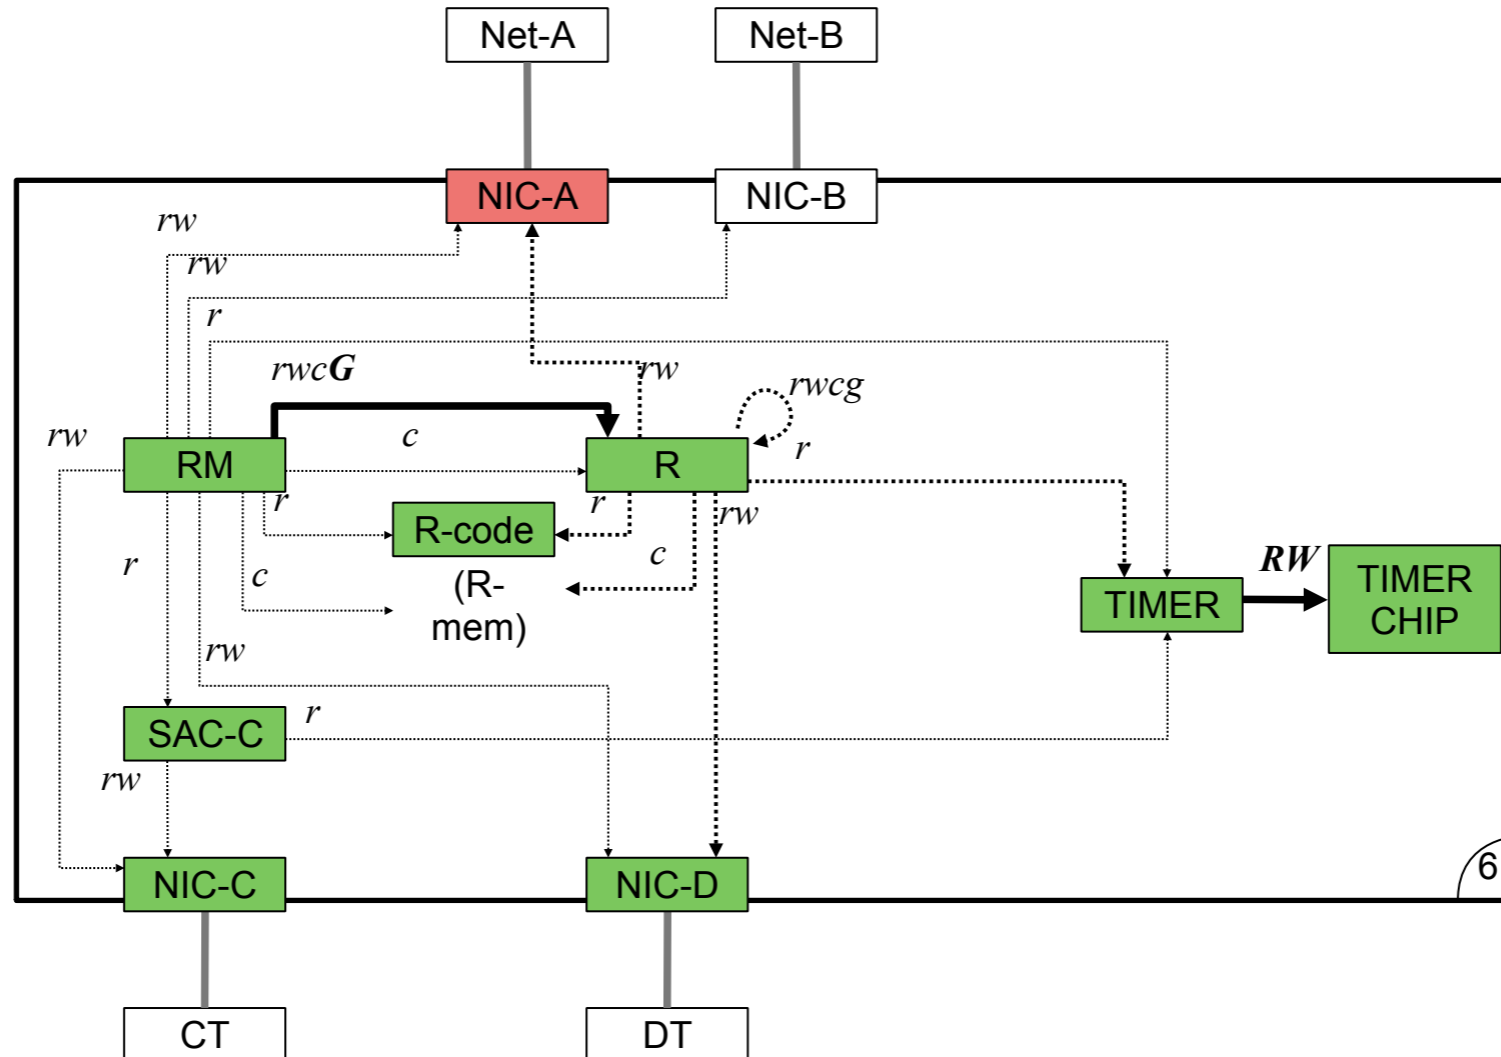 Net-A
Net-B
NIC-A
NIC-B
rw
rw
r
rwcG
rw
rwcg
rw
c
r
RM
R
r
r
rw
R-code
r
c
c
(R-
mem)
RW
TIMER
TIMER
CHIP
rw
r
SAC-C
rw
6
NIC-C
NIC-D
CT
DT